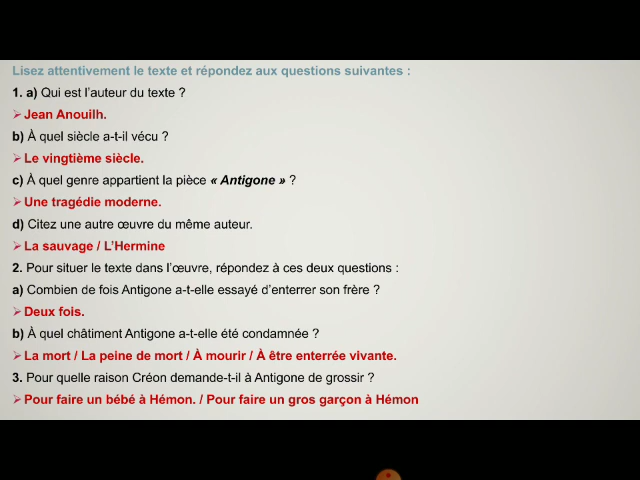 Lisez attentivement le texte et répondez aux questions suivantes :
1. a) Qui est l'auteur du texte ?
➢ Jean Anouilh.
b) À quel siècle a-t-il vécu ?
➢ Le vingtième siècle.
c) À quel genre appartient la pièce « Antigone » ?
➢ Une tragédie moderne.
d) Citez une autre œuvre du même auteur.
➢ La sauvage / L'Hermine
2. Pour situer le texte dans l'œuvre, répondez à ces deux questions :
a) Combien de fois Antigone a-t-elle essayé d'enterrer son frère ?
➢ Deux fois.
b) À quel châtiment Antigone a-t-elle été condamnée ?
➢ La mort / La peine de mort / À mourir / À être enterrée vivante.
3. Pour quelle raison Créon demande-t-il à Antigone de grossir ?
➢ Pour faire un bébé à Hémon. / Pour faire un gros garçon à Hémon